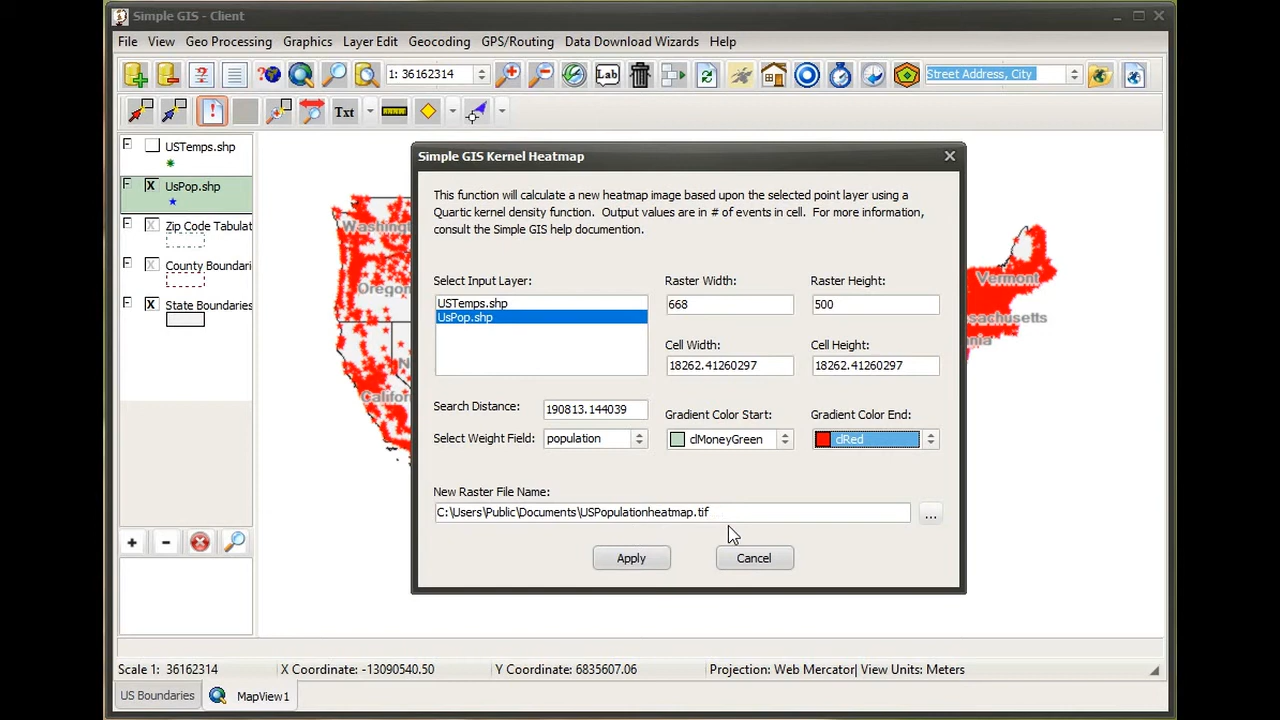 Simple GIS - Client
File View Geo Processing Graphics Layer Edit Geocoding GPS/Routing Data Download Wizards Help
1: 36162314 Lab Street Address, City
Txt
USTemps.shp
UsPop.shp
Zip Code Tabulat
County Boundari
State Boundaries
Washingt
Oregon
N
Californ
Vermont
sachusetts
nia
Simple GIS Kernel Heatmap
This function will calculate a new heatmap image based upon the selected point layer using a
Quartic kernel density function. Output values are in # of events in cell. For more information,
consult the Simple GIS help documention.
Select Input Layer: Raster Width: Raster Height:
USTemps.shp 668 500
UsPop.shp
Cell Width: Cell Height:
18262.41260297 18262.41260297
Search Distance: 190813.144039 Gradient Color Start: Gradient Color End:
Select Weight Field: population clMoneyGreen clRed
New Raster File Name:
C:\Users\Public\Documents\USPopulationheatmap.tif ...
Apply Cancel
Scale 1: 36162314 X Coordinate: -13090540.50 Y Coordinate: 6835607.06 Projection: Web Mercator| View Units: Meters
US Boundaries MapView1